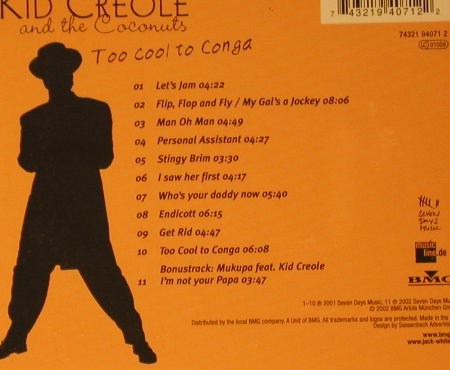 KID CREOLE
and the Coconuts
Too Cool to Conga
7 43219 40712 2
74321 94071 2
LC 01098
01 Let's Jam 04:22
02 Flip, Flop and Fly / My Gal's a Jockey 08:06
03 Man Oh Man 04:49
04 Personal Assistant 04:27
05 Stingy Brim 03:30
06 I saw her first 04:17
07 Who's your daddy now 05:40
08 Endicott 06:15
09 Get Rid 04:47
10 Too Cool to Conga 06:08
Bonustrack: Mukupa feat. Kid Creole
11 I'm not your Papa 03:47
SEVEN
DAYS
MUSIC
music
line.de
BMG
1–10 ℗ 2001 Seven Days Music, 11 ℗ 2002 Seven Days Mu
© 2002 BMG Ariola München Gm
Distributed by the local BMG company. A Unit of BMG. All trademarks and logos are protected. Made in the
Design by Sassenbach Advertis
www.bmg
www.jack-white